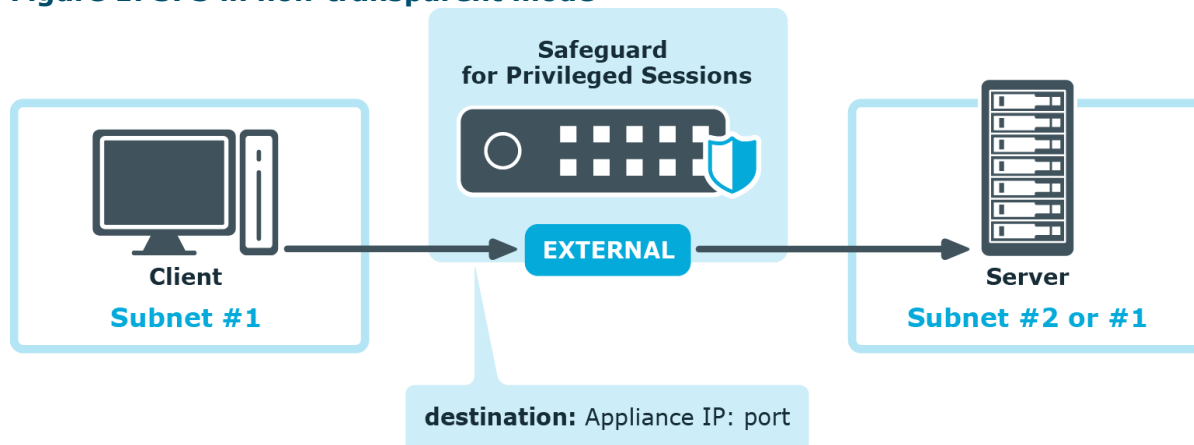 Safeguard
for Privileged Sessions
EXTERNAL
Client
Subnet #1
Server
Subnet #2 or #1
destination: Appliance IP: port